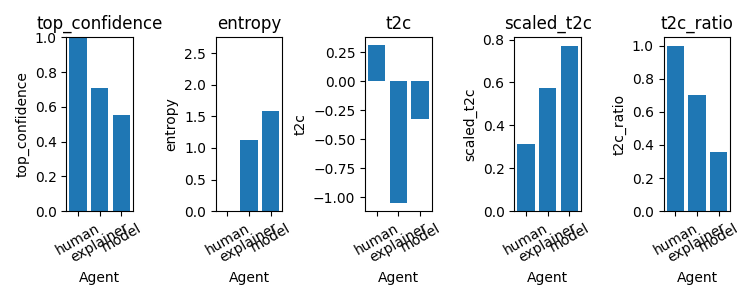 top_confidence
entropy
t2c
scaled_t2c
t2c_ratio
top_confidence
1.0
0.8
0.6
0.4
0.2
0.0
human
explainer
model
Agent
entropy
2.5
2.0
1.5
1.0
0.5
0.0
human
explainer
model
Agent
t2c
0.25
0.00
−0.25
−0.50
−0.75
−1.00
human
explainer
model
Agent
scaled_t2c
0.8
0.6
0.4
0.2
0.0
human
explainer
model
Agent
t2c_ratio
1.0
0.8
0.6
0.4
0.2
0.0
human
explainer
model
Agent